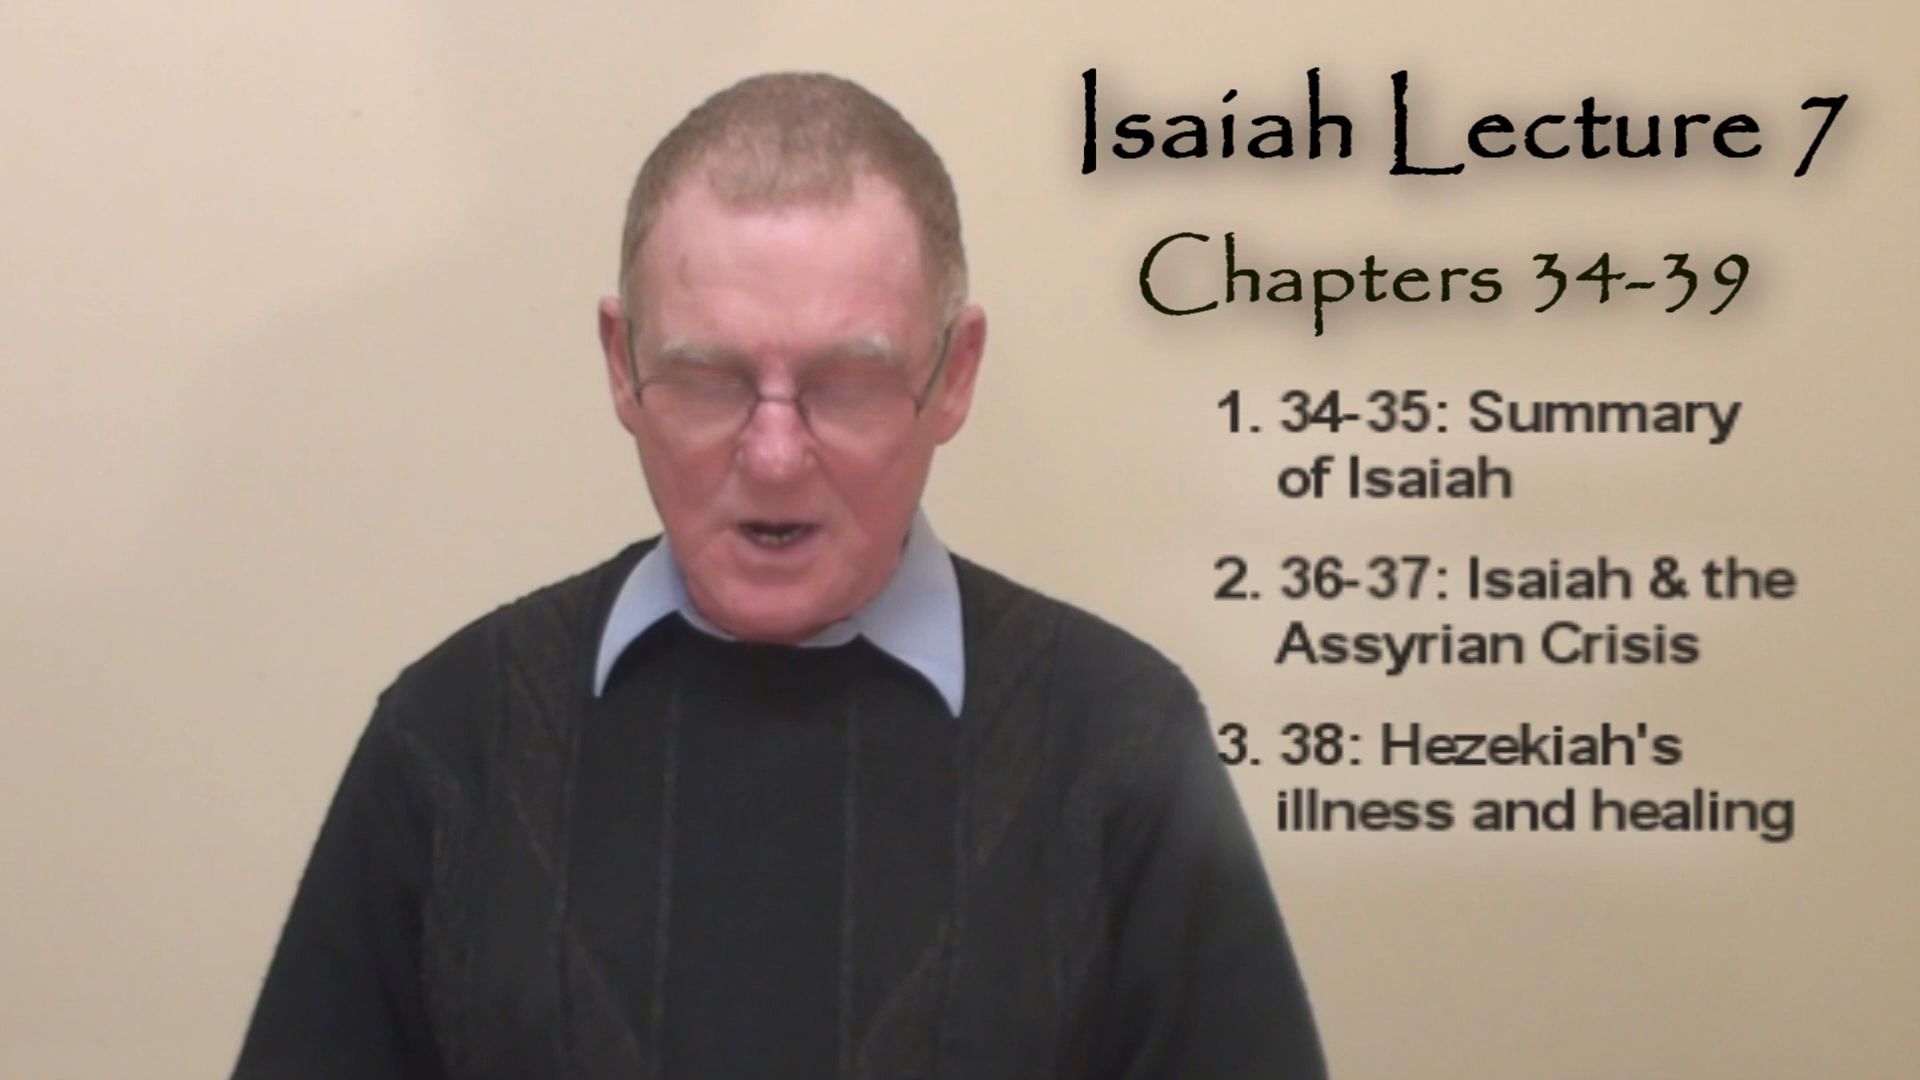 Isaiah Lecture 7
Chapters 34-39
1. 34-35: Summary
of Isaiah
2. 36-37: Isaiah & the
Assyrian Crisis
3. 38: Hezekiah's
illness and healing